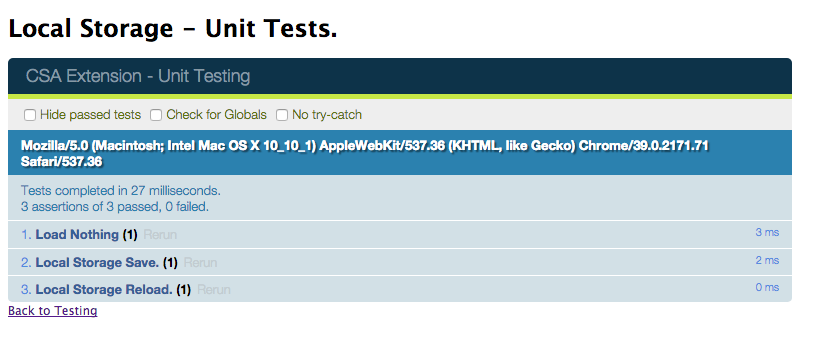 Local Storage - Unit Tests.
CSA Extension - Unit Testing
Hide passed tests Check for Globals No try-catch
Mozilla/5.0 (Macintosh; Intel Mac OS X 10_10_1) AppleWebKit/537.36 (KHTML, like Gecko) Chrome/39.0.2171.71
Safari/537.36
Tests completed in 27 milliseconds.
3 assertions of 3 passed, 0 failed.
1. Load Nothing (1) Rerun 3 ms
2. Local Storage Save. (1) Rerun 2 ms
3. Local Storage Reload. (1) Rerun 0 ms
Back to Testing